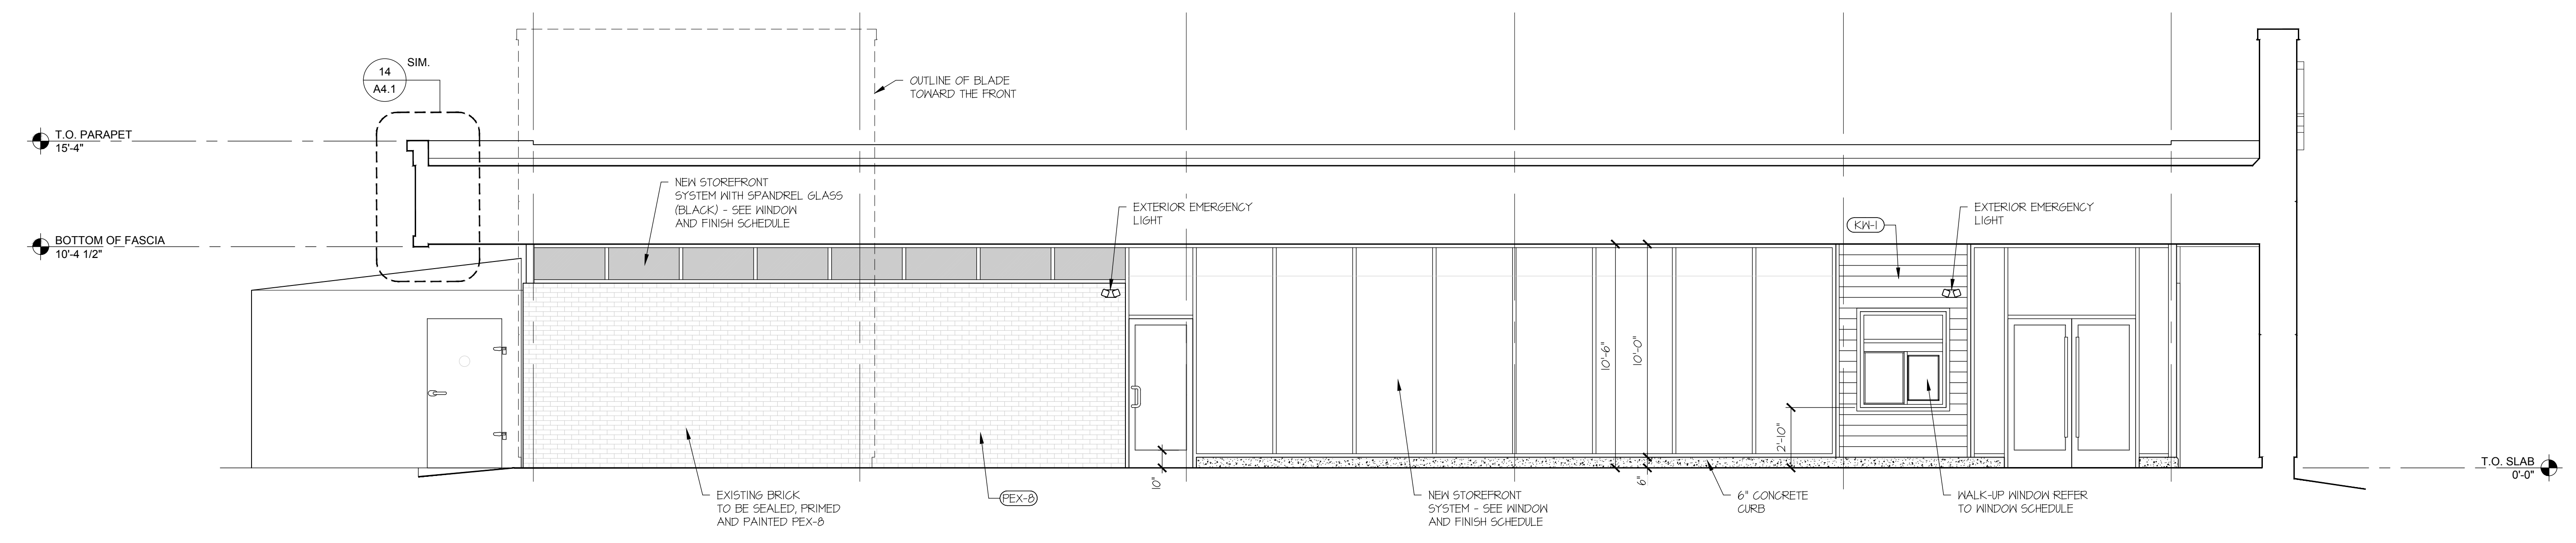 14
A4.1
SIM.
OUTLINE OF BLADE
TOWARD THE FRONT
T.O. PARAPET
15'-4"
NEW STOREFRONT
SYSTEM WITH SPANDREL GLASS
(BLACK) - SEE WINDOW
AND FINISH SCHEDULE
EXTERIOR EMERGENCY
LIGHT
EXTERIOR EMERGENCY
LIGHT
KW-1
BOTTOM OF FASCIA
10'-4 1/2"
10'-6"
10'-0"
2'-10"
10"
6"
T.O. SLAB
0'-0"
EXISTING BRICK
TO BE SEALED, PRIMED
AND PAINTED PEX-8
PEX-8
NEW STOREFRONT
SYSTEM - SEE WINDOW
AND FINISH SCHEDULE
6" CONCRETE
CURB
WALK-UP WINDOW REFER
TO WINDOW SCHEDULE